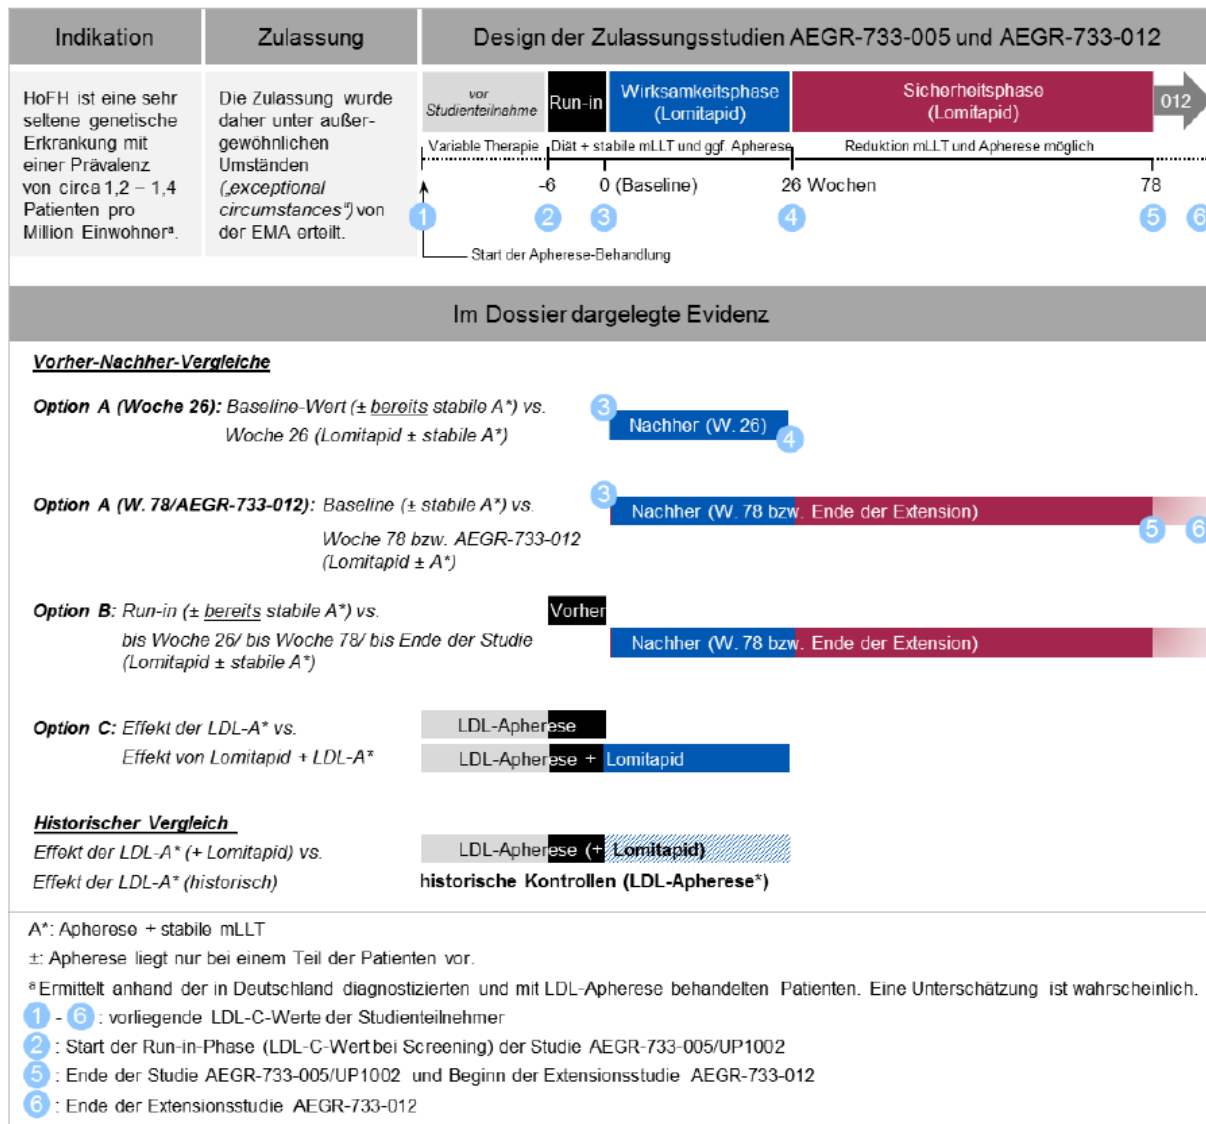 Indikation
Zulassung
Design der Zulassungsstudien AEGR-733-005 und AEGR-733-012
HoFH ist eine sehr
seltene genetische
Erkrankung mit
einer Prävalenz
von circa 1,2 – 1,4
Patienten pro
Million Einwohnerª.
Die Zulassung wurde
daher unter außer-
gewöhnlichen
Umständen
(„exceptional
circumstances“) von
der EMA erteilt.
vor
Studienteilnahme
Run-in
Wirksamkeitsphase
(Lomitapid)
Sicherheitsphase
(Lomitapid)
012
Variable Therapie
Diät + stabile mLLT und ggf. Apherese
Reduktion mLLT und Apherese möglich
-6
0 (Baseline)
26 Wochen
78
1
2
3
4
5
6
Start der Apherese-Behandlung
Im Dossier dargelegte Evidenz
Vorher-Nachher-Vergleiche
Option A (Woche 26): Baseline-Wert (± bereits stabile A*) vs.
Woche 26 (Lomitapid ± stabile A*)
3
Nachher (W. 26)
4
Option A (W. 78/AEGR-733-012): Baseline (± stabile A*) vs.
Woche 78 bzw. AEGR-733-012
(Lomitapid ± A*)
3
Nachher (W. 78 bzw. Ende der Extension)
5
6
Option B: Run-in (± bereits stabile A*) vs.
bis Woche 26/ bis Woche 78/ bis Ende der Studie
(Lomitapid ± stabile A*)
Vorher
Nachher (W. 78 bzw. Ende der Extension)
Option C: Effekt der LDL-A* vs.
Effekt von Lomitapid + LDL-A*
LDL-Apherese
LDL-Apherese + Lomitapid
Historischer Vergleich
Effekt der LDL-A* (+ Lomitapid) vs.
Effekt der LDL-A* (historisch)
LDL-Apherese (+ Lomitapid)
historische Kontrollen (LDL-Apherese*)
A*: Apherese + stabile mLLT
±: Apherese liegt nur bei einem Teil der Patienten vor.
ª Ermittelt anhand der in Deutschland diagnostizierten und mit LDL-Apherese behandelten Patienten. Eine Unterschätzung ist wahrscheinlich.
1 - 6 : vorliegende LDL-C-Werte der Studienteilnehmer
2 : Start der Run-in-Phase (LDL-C-Wert bei Screening) der Studie AEGR-733-005/UP1002
5 : Ende der Studie AEGR-733-005/UP1002 und Beginn der Extensionsstudie AEGR-733-012
6 : Ende der Extensionsstudie AEGR-733-012